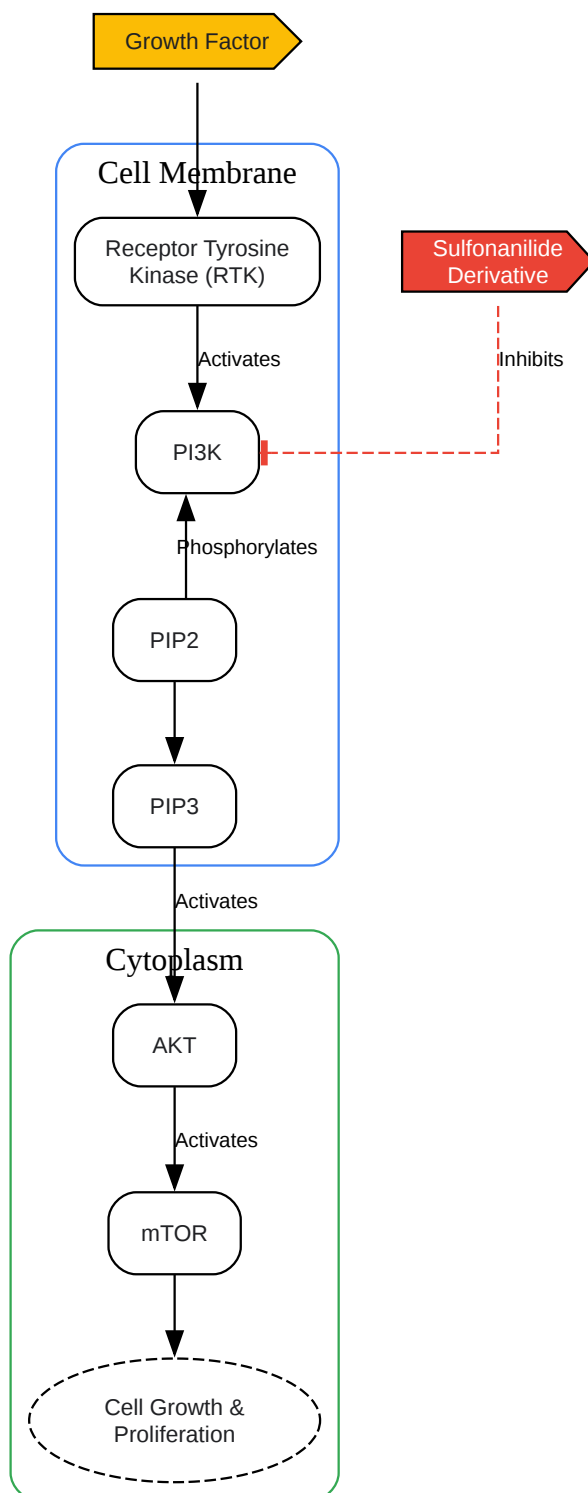 Growth Factor
Cell Membrane
Receptor Tyrosine
Kinase (RTK)
Sulfonanilide
Derivative
Activates
Inhibits
PI3K
Phosphorylates
PIP2
PIP3
Activates
Cytoplasm
AKT
Activates
mTOR
Cell Growth &
Proliferation